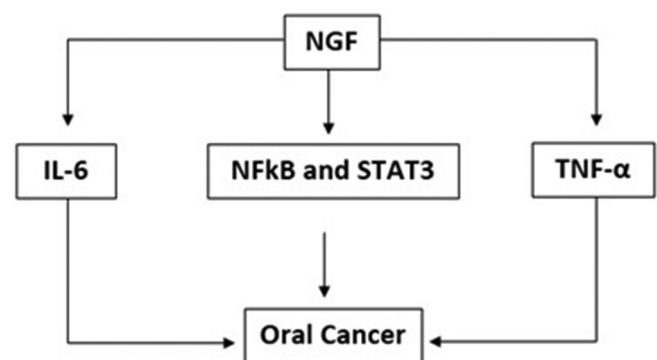 NGF
IL-6
NFkB and STAT3
TNF-α
Oral Cancer